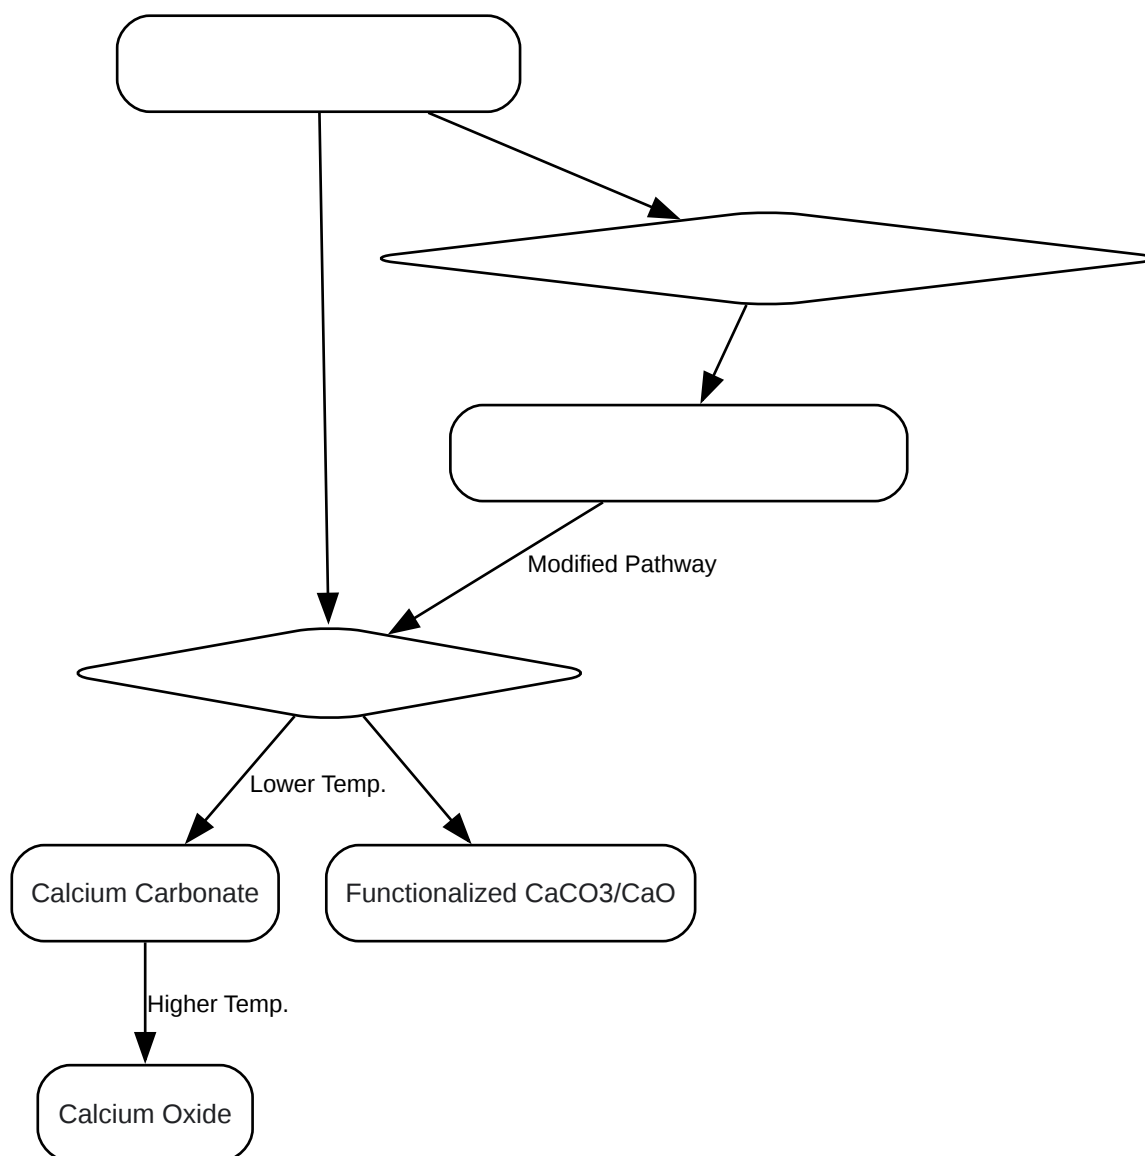 Modified Pathway
Lower Temp.
Calcium Carbonate
Functionalized CaCO3/CaO
Higher Temp.
Calcium Oxide